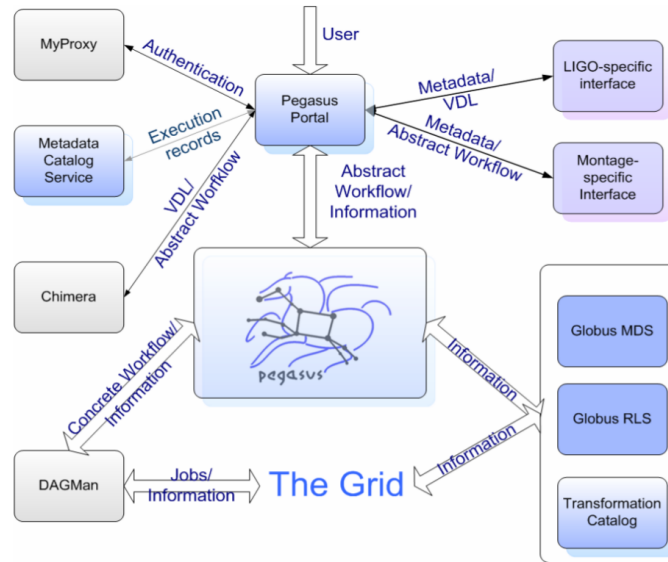 User
MyProxy
Authentication
Pegasus
Portal
Metadata/
VDL
LIGO-specific
interface
Metadata
Catalog
Service
Execution
records
Metadata/
Abstract Workflow
Montage-
specific
Interface
VDL/
Abstract Worfklow
Abstract
Workflow/
Information
Chimera
pegasus
Globus MDS
Concrete Workflow/
Information
Information
Globus RLS
Information
DAGMan
Jobs/
Information
The Grid
Transformation
Catalog